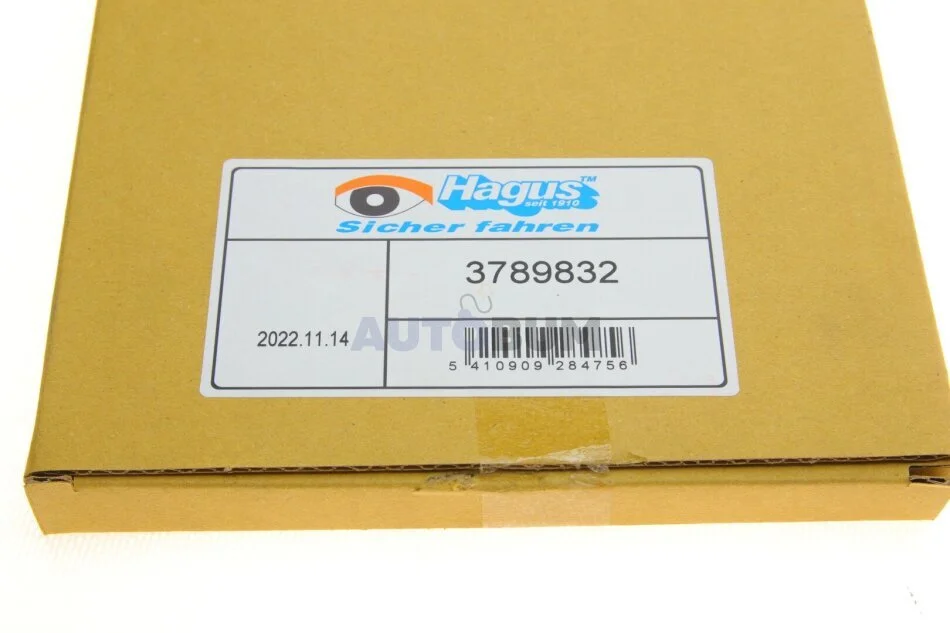 Hagus™
seit 1910
Sicher fahren
3789832
2022.11.14
AUTOBUM
5 410909 284756